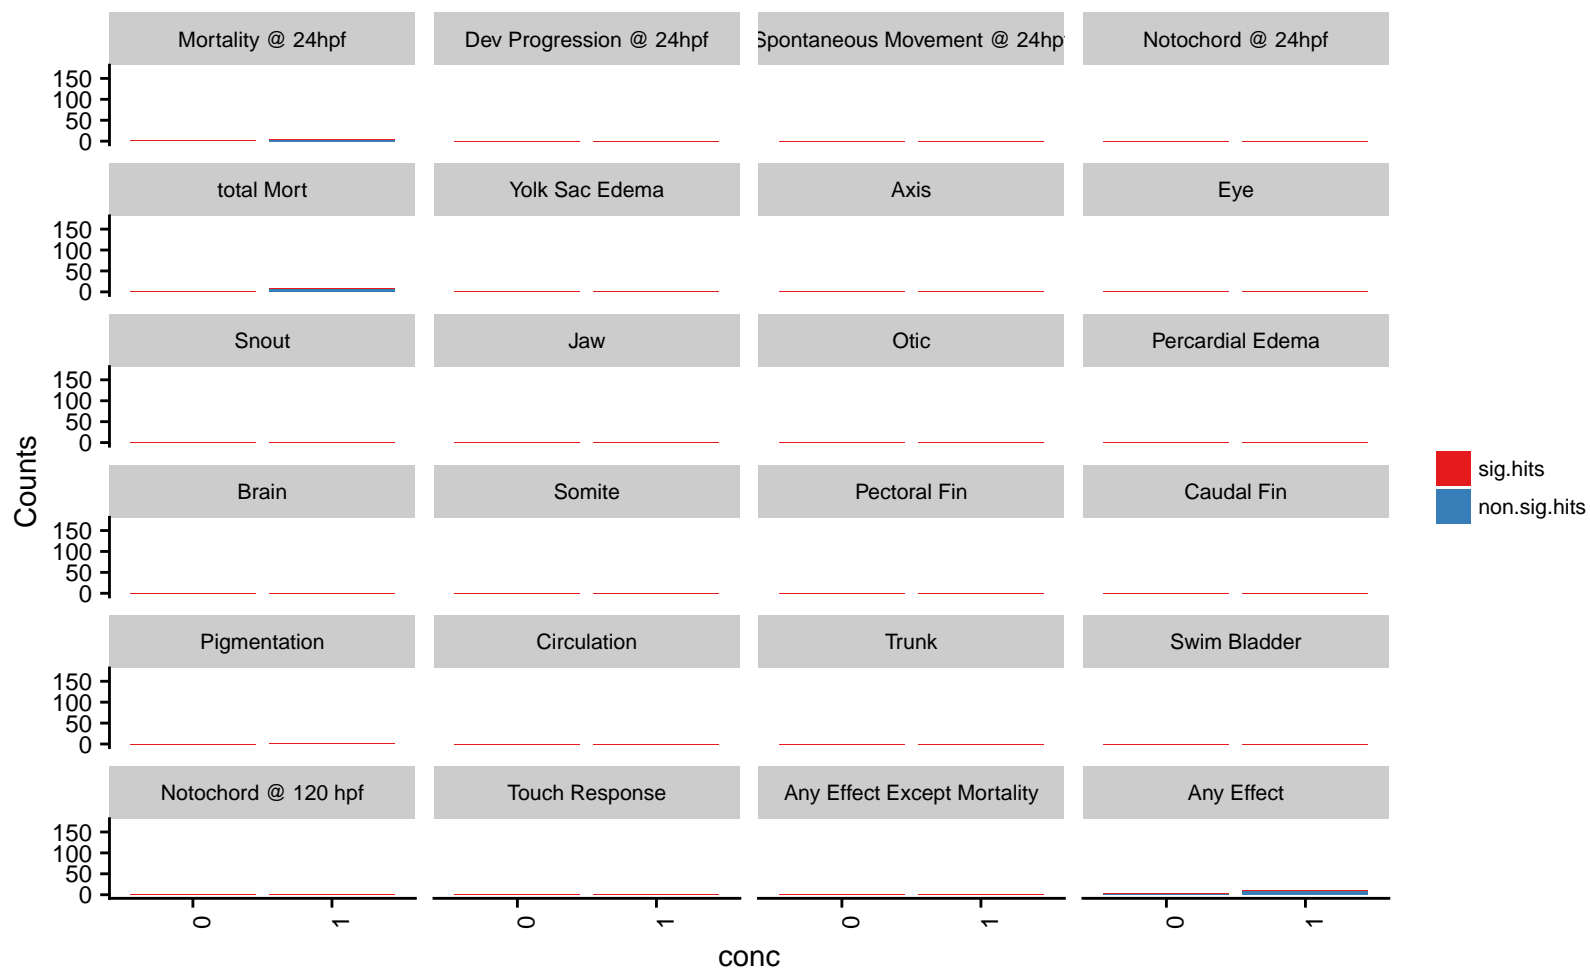 Mortality @ 24hpf
Dev Progression @ 24hpf
Spontaneous Movement @ 24hp
Notochord @ 24hpf
150
100
50
0
total Mort
Yolk Sac Edema
Axis
Eye
150
100
50
0
Snout
Jaw
Otic
Percardial Edema
150
100
50
0
Counts
sig.hits
non.sig.hits
Brain
Somite
Pectoral Fin
Caudal Fin
150
100
50
0
Pigmentation
Circulation
Trunk
Swim Bladder
150
100
50
0
Notochord @ 120 hpf
Touch Response
Any Effect Except Mortality
Any Effect
150
100
50
0
0
1
0
1
0
1
0
1
conc